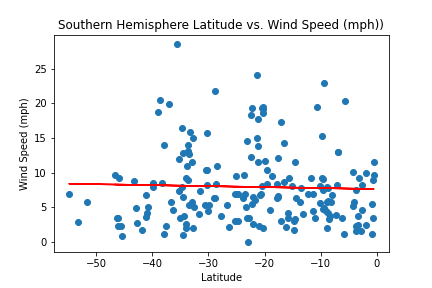 Southern Hemisphere Latitude vs. Wind Speed (mph))
25
20
15
10
5
0
Wind Speed (mph)
−50 −40 −30 −20 −10 0
Latitude